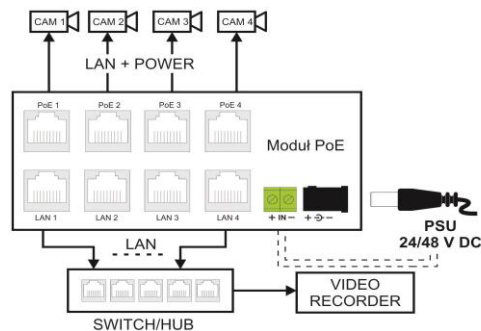 CAM 1 CAM 2 CAM 3 CAM 4
LAN + POWER
PoE 1 PoE 2 PoE 3 PoE 4
Moduł PoE
LAN 1 LAN 2 LAN 3 LAN 4
+ IN − + −
PSU
24/48 V DC
LAN
VIDEO
RECORDER
SWITCH/HUB